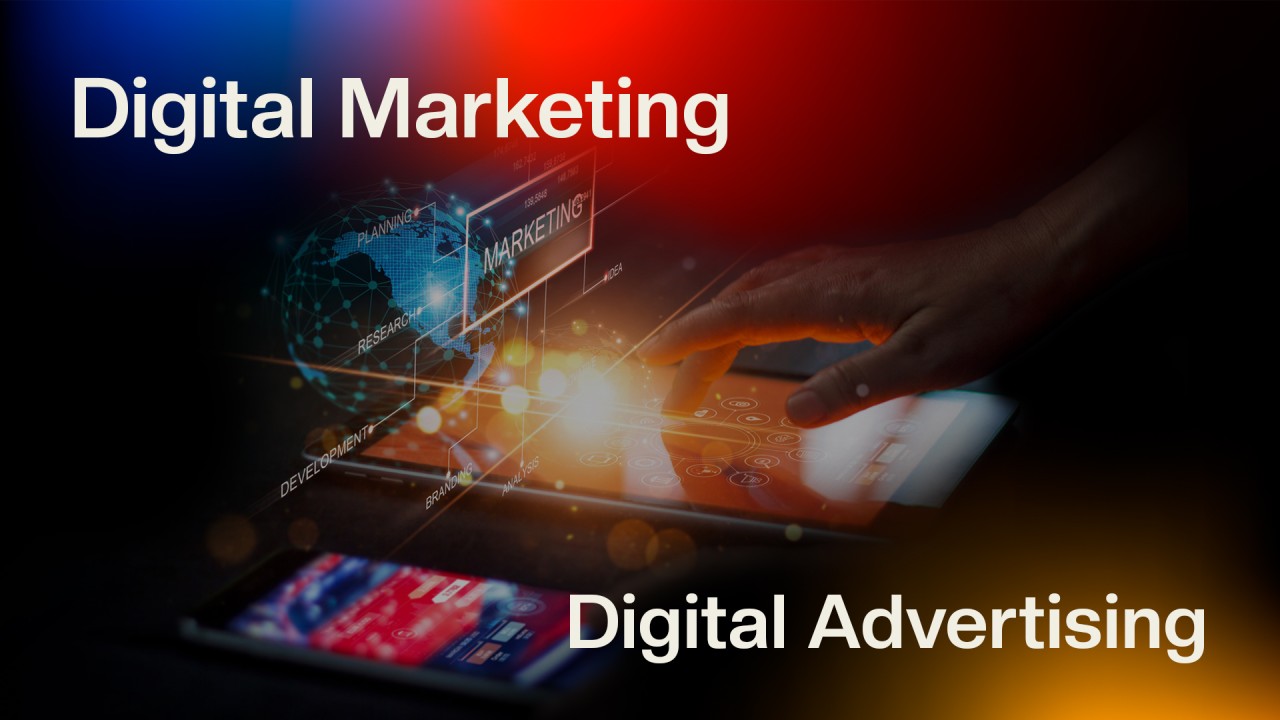 Digital Marketing
PLANNING
MARKETING
IDEA
RESEARCH
DEVELOPMENT
BRANDING
ANALYSIS
Digital Advertising